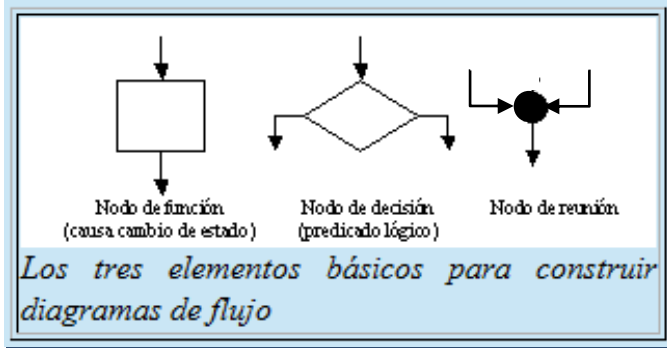 Nodo de función
(causa cambio de estado)
Nodo de decisión
(predicado lógico)
Nodo de reunión
Los tres elementos básicos para construir
diagramas de flujo